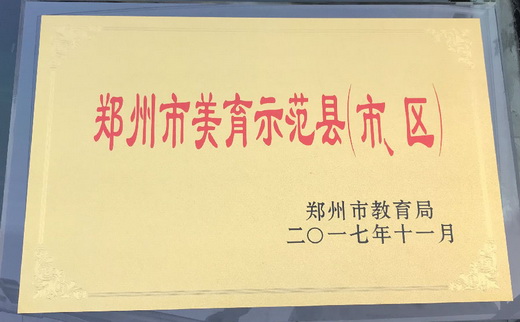 郑州市美育示范县(市、区)
郑州市教育局
二〇一七年十一月